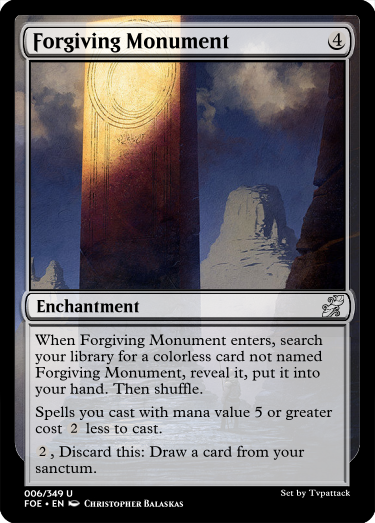 Forgiving Monument 4
Enchantment
When Forgiving Monument enters, search
your library for a colorless card not named
Forgiving Monument, reveal it, put it into
your hand. Then shuffle.
Spells you cast with mana value 5 or greater
cost 2 less to cast.
2, Discard this: Draw a card from your
sanctum.
006/349 U
Set by Tvpattack
FOE • EN Christopher Balaskas